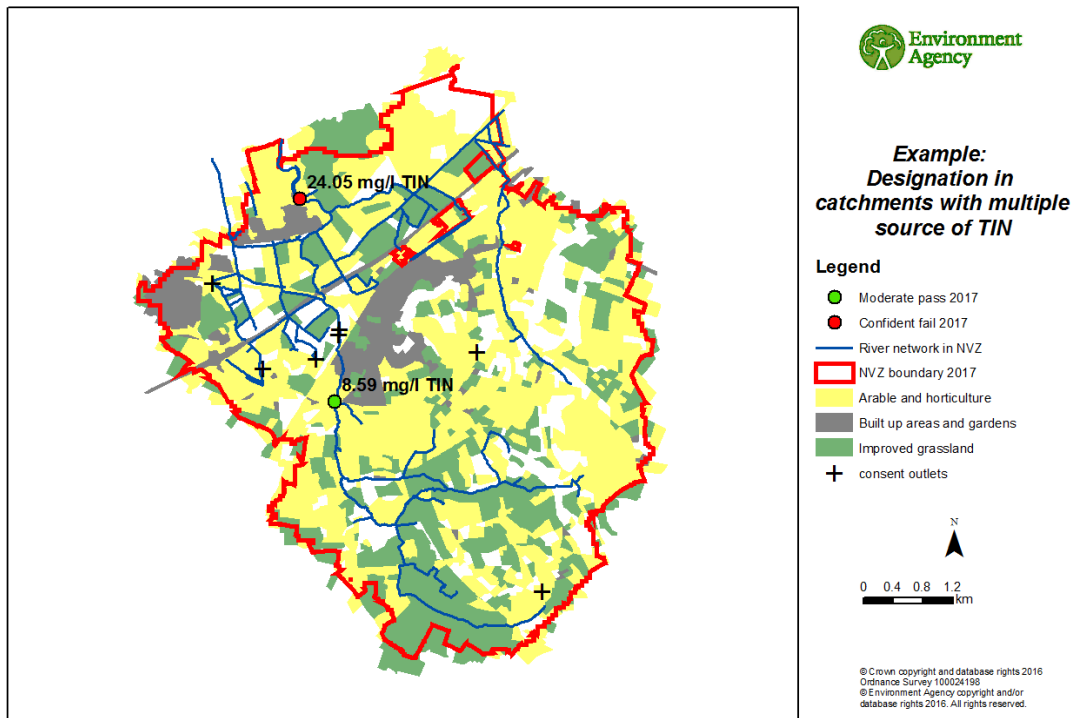 24.05 mg/l TIN
8.59 mg/l TIN
Environment
Agency
Example:
Designation in
catchments with multiple
source of TIN
Legend
Moderate pass 2017
Confident fail 2017
River network in NVZ
NVZ boundary 2017
Arable and horticulture
Built up areas and gardens
Improved grassland
consent outlets
N
0 0.4 0.8 1.2
km
© Crown copyright and database rights 2016
Ordnance Survey 100024198
© Environment Agency copyright and/or
database rights 2016. All rights reserved.